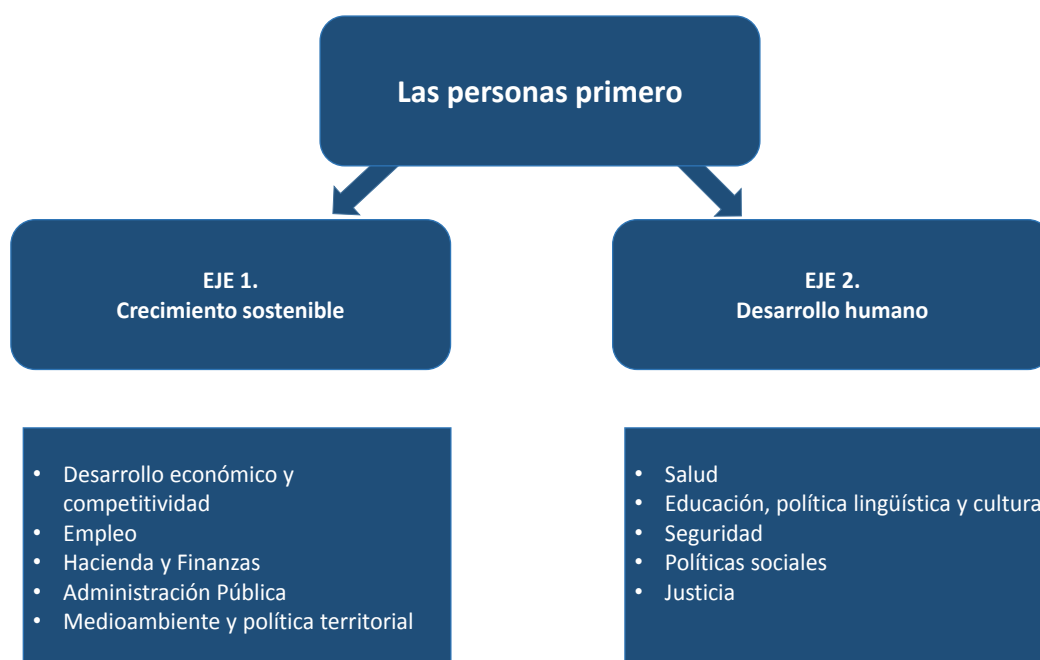 Las personas primero
EJE 1.
Crecimiento sostenible
EJE 2.
Desarrollo humano
• Desarrollo económico y
competitividad
• Empleo
• Hacienda y Finanzas
• Administración Pública
• Medioambiente y política territorial
• Salud
• Educación, política lingüística y cultura
• Seguridad
• Políticas sociales
• Justicia